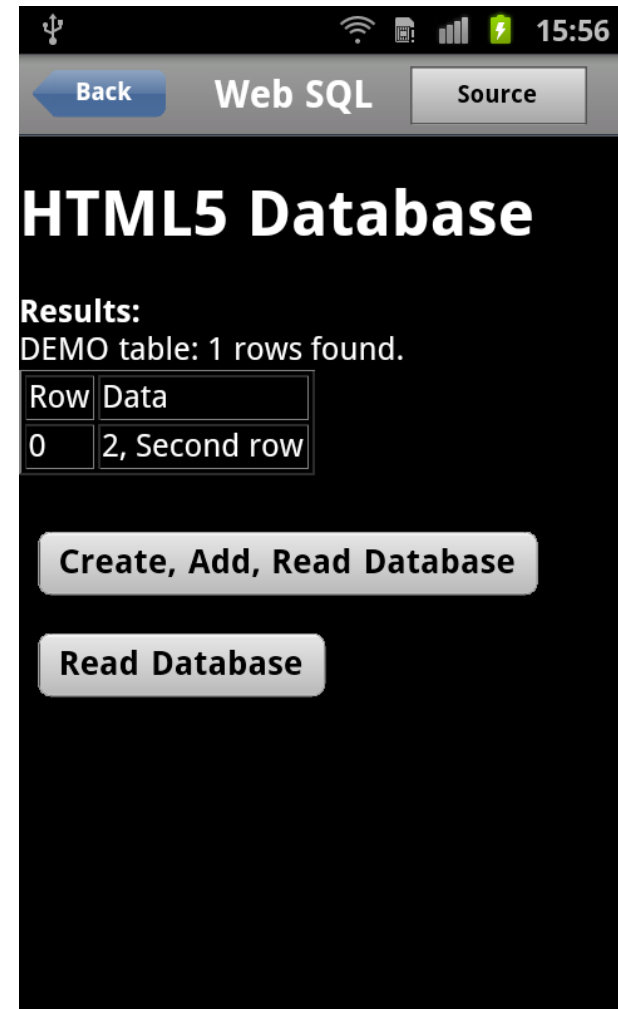 15:56
Back Web SQL Source
HTML5 Database
Results:
DEMO table: 1 rows found.
Row Data
0 2, Second row
Create, Add, Read Database
Read Database